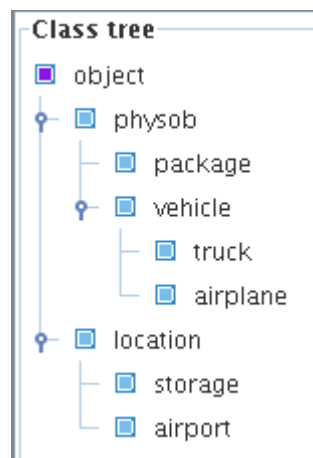 Class tree
object
physob
package
vehicle
truck
airplane
location
storage
airport